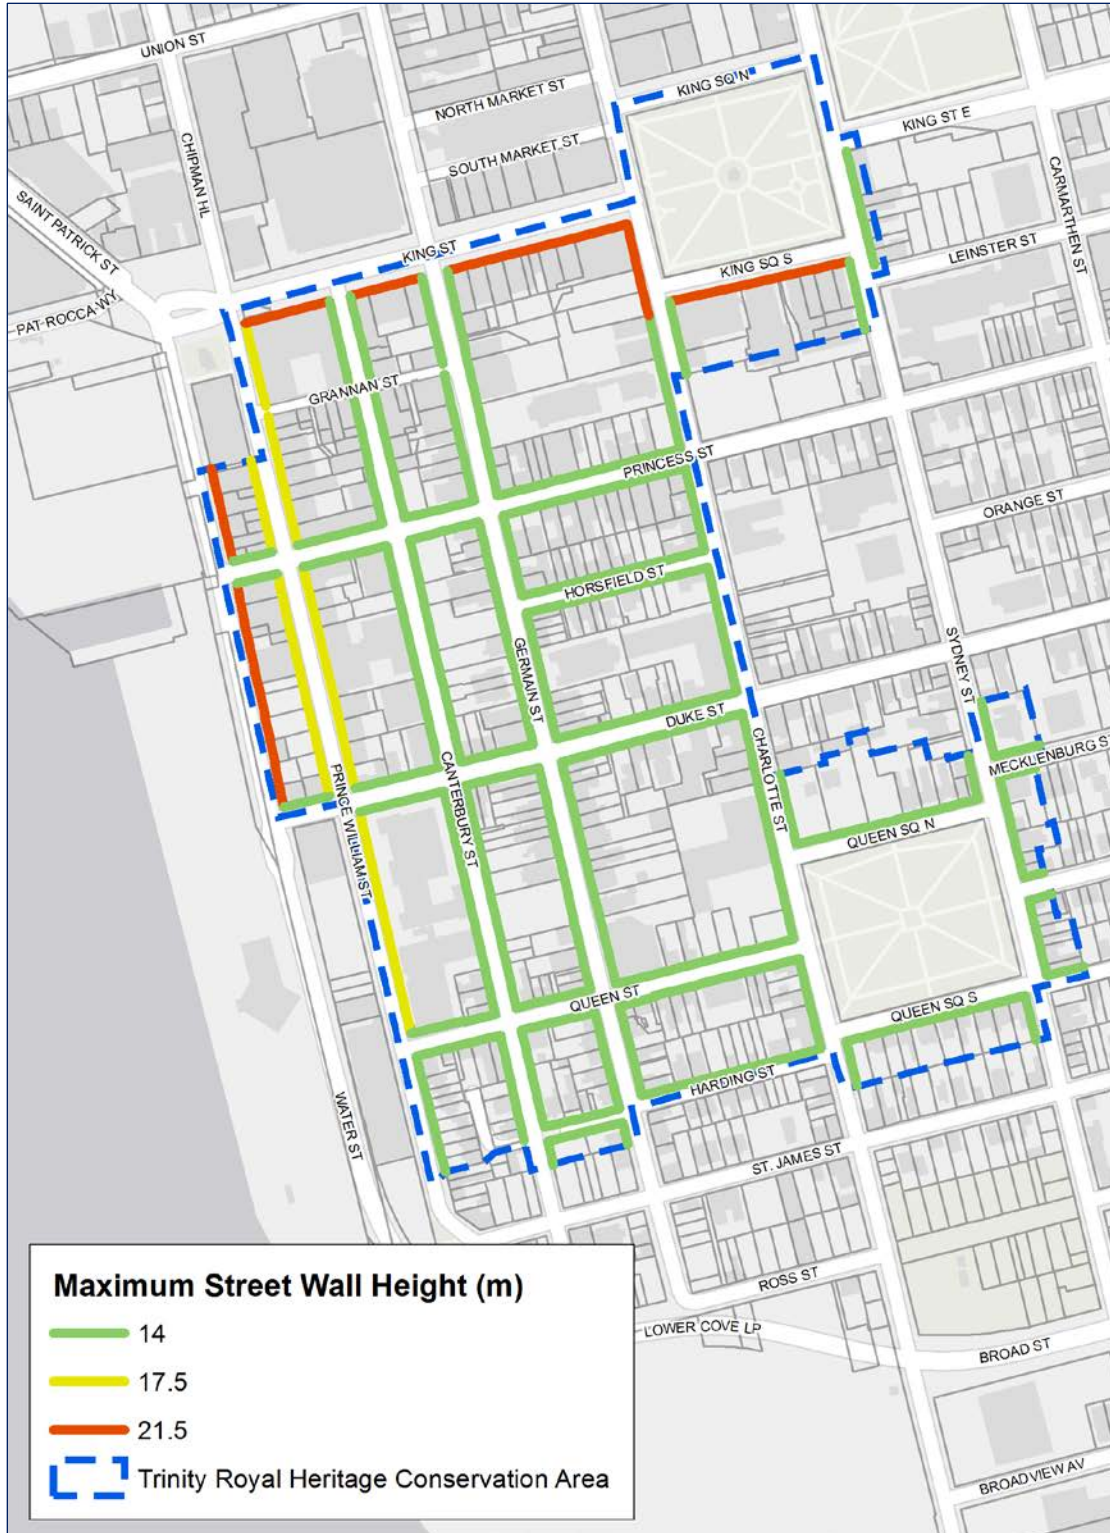 UNION ST
NORTH MARKET ST
KING SQ N
KING ST E
SOUTH MARKET ST
CHIPMAN HL
CARMARTHEN ST
SAINT PATRICK ST
KING ST
KING SQ S
LEINSTER ST
PAT ROCCA WY
GRANNAN ST
PRINCESS ST
ORANGE ST
HORSFIELD ST
GERMAIN ST
SYDNEY ST
DUKE ST
CHARLOTTE ST
MECKLENBURG ST
CANTERBURY ST
PRINCE WILLIAM ST
QUEEN SQ N
QUEEN ST
QUEEN SQ S
HARDING ST
WATER ST
ST. JAMES ST
ROSS ST
LOWER COVE LP
BROAD ST
BROADVIEW AV
Maximum Street Wall Height (m)
14
17.5
21.5
Trinity Royal Heritage Conservation Area